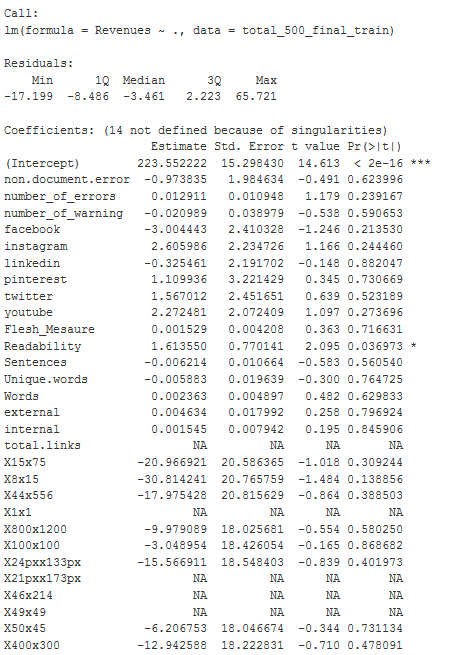 Call:
lm(formula = Revenues ~ ., data = total_500_final_train)
Residuals:
Min 1Q Median 3Q Max
-17.199 -8.486 -3.461 2.223 65.721
Coefficients: (14 not defined because of singularities)
Estimate Std. Error t value Pr(>|t|)
(Intercept) 223.552222 15.298430 14.613 < 2e-16 ***
non.document.error -0.973835 1.984634 -0.491 0.623996
number_of_errors 0.012911 0.010948 1.179 0.239167
number_of_warning -0.020989 0.038979 -0.538 0.590653
facebook -3.004443 2.410328 -1.246 0.213530
instagram 2.605986 2.234726 1.166 0.244460
linkedin -0.325461 2.191702 -0.148 0.882047
pinterest 1.109936 3.221429 0.345 0.730669
twitter 1.567012 2.451651 0.639 0.523189
youtube 2.272481 2.072409 1.097 0.273696
Flesh_Mesaure 0.001529 0.004208 0.363 0.716631
Readability 1.613550 0.770141 2.095 0.036973 *
Sentences -0.006214 0.010664 -0.583 0.560540
Unique.words -0.005883 0.019639 -0.300 0.764725
Words 0.002363 0.004897 0.482 0.629833
external 0.004634 0.017992 0.258 0.796924
internal 0.001545 0.007942 0.195 0.845906
total.links NA NA NA NA
X15x75 -20.966921 20.586365 -1.018 0.309244
X8x15 -30.814241 20.765759 -1.484 0.138856
X44x556 -17.975428 20.815629 -0.864 0.388503
X1x1 NA NA NA NA
X800x1200 -9.979089 18.025681 -0.554 0.580250
X100x100 -3.048954 18.426054 -0.165 0.868682
X24pxx133px -15.566911 18.548403 -0.839 0.401973
X21pxx173px NA NA NA NA
X46x214 NA NA NA NA
X49x49 NA NA NA NA
X50x45 -6.206753 18.046674 -0.344 0.731134
X400x300 -12.942588 18.222831 -0.710 0.478091